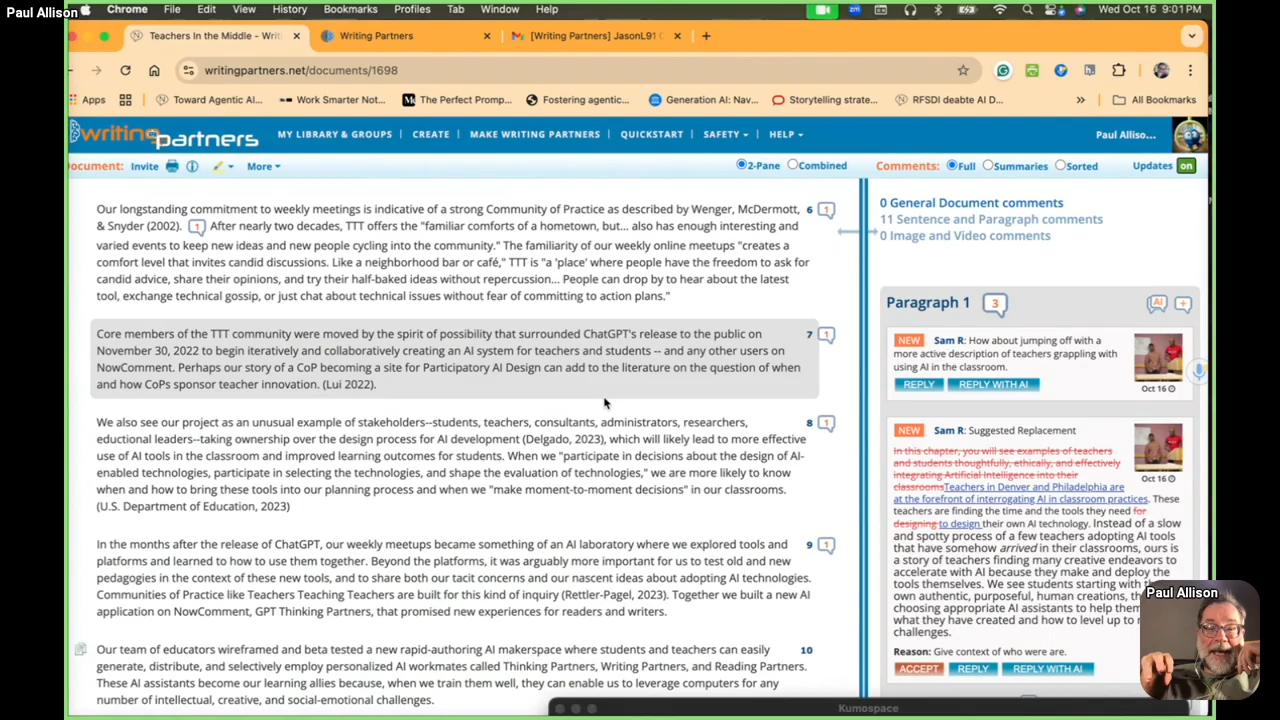 Paul Allison
Chrome File Edit View History Bookmarks Profiles Tab Window Help Wed Oct 16 9:01 PM
Teachers In the Middle - Writi Writing Partners [Writing Partners] JasonL91 C
writingpartners.net/documents/1698
Apps Toward Agentic AI... Work Smarter Not... The Perfect Promp... Fostering agentic... Generation AI: Nav... Storytelling strate... RFSDI deabte AI D... All Bookmarks
writingpartners MY LIBRARY & GROUPS CREATE MAKE WRITING PARTNERS QUICKSTART SAFETY HELP Paul Alliso...
Document: Invite More 2-Pane Combined Comments: Full Summaries Sorted Updates on
Our longstanding commitment to weekly meetings is indicative of a strong Community of Practice as described by Wenger, McDermott, 6 1
& Snyder (2002). 1 After nearly two decades, TTT offers the "familiar comforts of a hometown, but... also has enough interesting and
varied events to keep new ideas and new people cycling into the community." The familiarity of our weekly online meetups "creates a
comfort level that invites candid discussions. Like a neighborhood bar or café," TTT is "a 'place' where people have the freedom to ask for
candid advice, share their opinions, and try their half-baked ideas without repercussion... People can drop by to hear about the latest
tool, exchange technical gossip, or just chat about technical issues without fear of committing to action plans."
Core members of the TTT community were moved by the spirit of possibility that surrounded ChatGPT's release to the public on 7 1
November 30, 2022 to begin iteratively and collaboratively creating an AI system for teachers and students -- and any other users on
NowComment. Perhaps our story of a CoP becoming a site for Participatory AI Design can add to the literature on the question of when
and how CoPs sponsor teacher innovation. (Lui 2022).
We also see our project as an unusual example of stakeholders--students, teachers, consultants, administrators, researchers, 8 1
eductional leaders--taking ownership over the design process for AI development (Delgado, 2023), which will likely lead to more effective
use of AI tools in the classroom and improved learning outcomes for students. When we "participate in decisions about the design of AI-
enabled technologies, participate in selecting the technologies, and shape the evaluation of technologies," we are more likely to know
when and how to bring these tools into our planning process and when we "make moment-to-moment decisions" in our classrooms.
(U.S. Department of Education, 2023)
In the months after the release of ChatGPT, our weekly meetups became something of an AI laboratory where we explored tools and 9 1
platforms and learned to how to use them together. Beyond the platforms, it was arguably more important for us to test old and new
pedagogies in the context of these new tools, and to share both our tacit concerns and our nascent ideas about adopting AI technologies.
Communities of Practice like Teachers Teaching Teachers are built for this kind of inquiry (Rettler-Pagel, 2023). Together we built a new AI
application on NowComment, GPT Thinking Partners, that promised new experiences for readers and writers.
Our team of educators wireframed and beta tested a new rapid-authoring AI makerspace where students and teachers can easily 10
generate, distribute, and selectively employ personalized AI workmates called Thinking Partners, Writing Partners, and Reading Partners.
These AI assistants become our learning allies because, when we train them well, they can enable us to leverage computers for any
number of intellectual, creative, and social-emotional challenges.
0 General Document comments
11 Sentence and Paragraph comments
0 Image and Video comments
Paragraph 1 3 AI +
NEW Sam R: How about jumping off with a
more active description of teachers grappling with
using AI in the classroom.
REPLY REPLY WITH AI Oct 16
NEW Sam R: Suggested Replacement
Oct 16
In this chapter, you will see examples of teachers
and students thoughtfully, ethically, and effectively
integrating Artificial Intelligence into their
classroomsTeachers in Denver and Philadelphia are
at the forefront of interrogating AI in classroom practices. These
teachers are finding the time and the tools they need for
designing to design their own AI technology. Instead of a slow
and spotty process of a few teachers adopting AI tools
that have somehow arrived in their classrooms, ours is
a story of teachers finding many creative endeavors to
accelerate with AI because they make and deploy the
tools themselves. We see students starting with
own authentic, purposeful, human creations,
choosing appropriate AI assistants to help them
what they have created and how to level up to
challenges.
Reason: Give context of who were.
ACCEPT REPLY REPLY WITH AI
Paul Allison
Kumospace